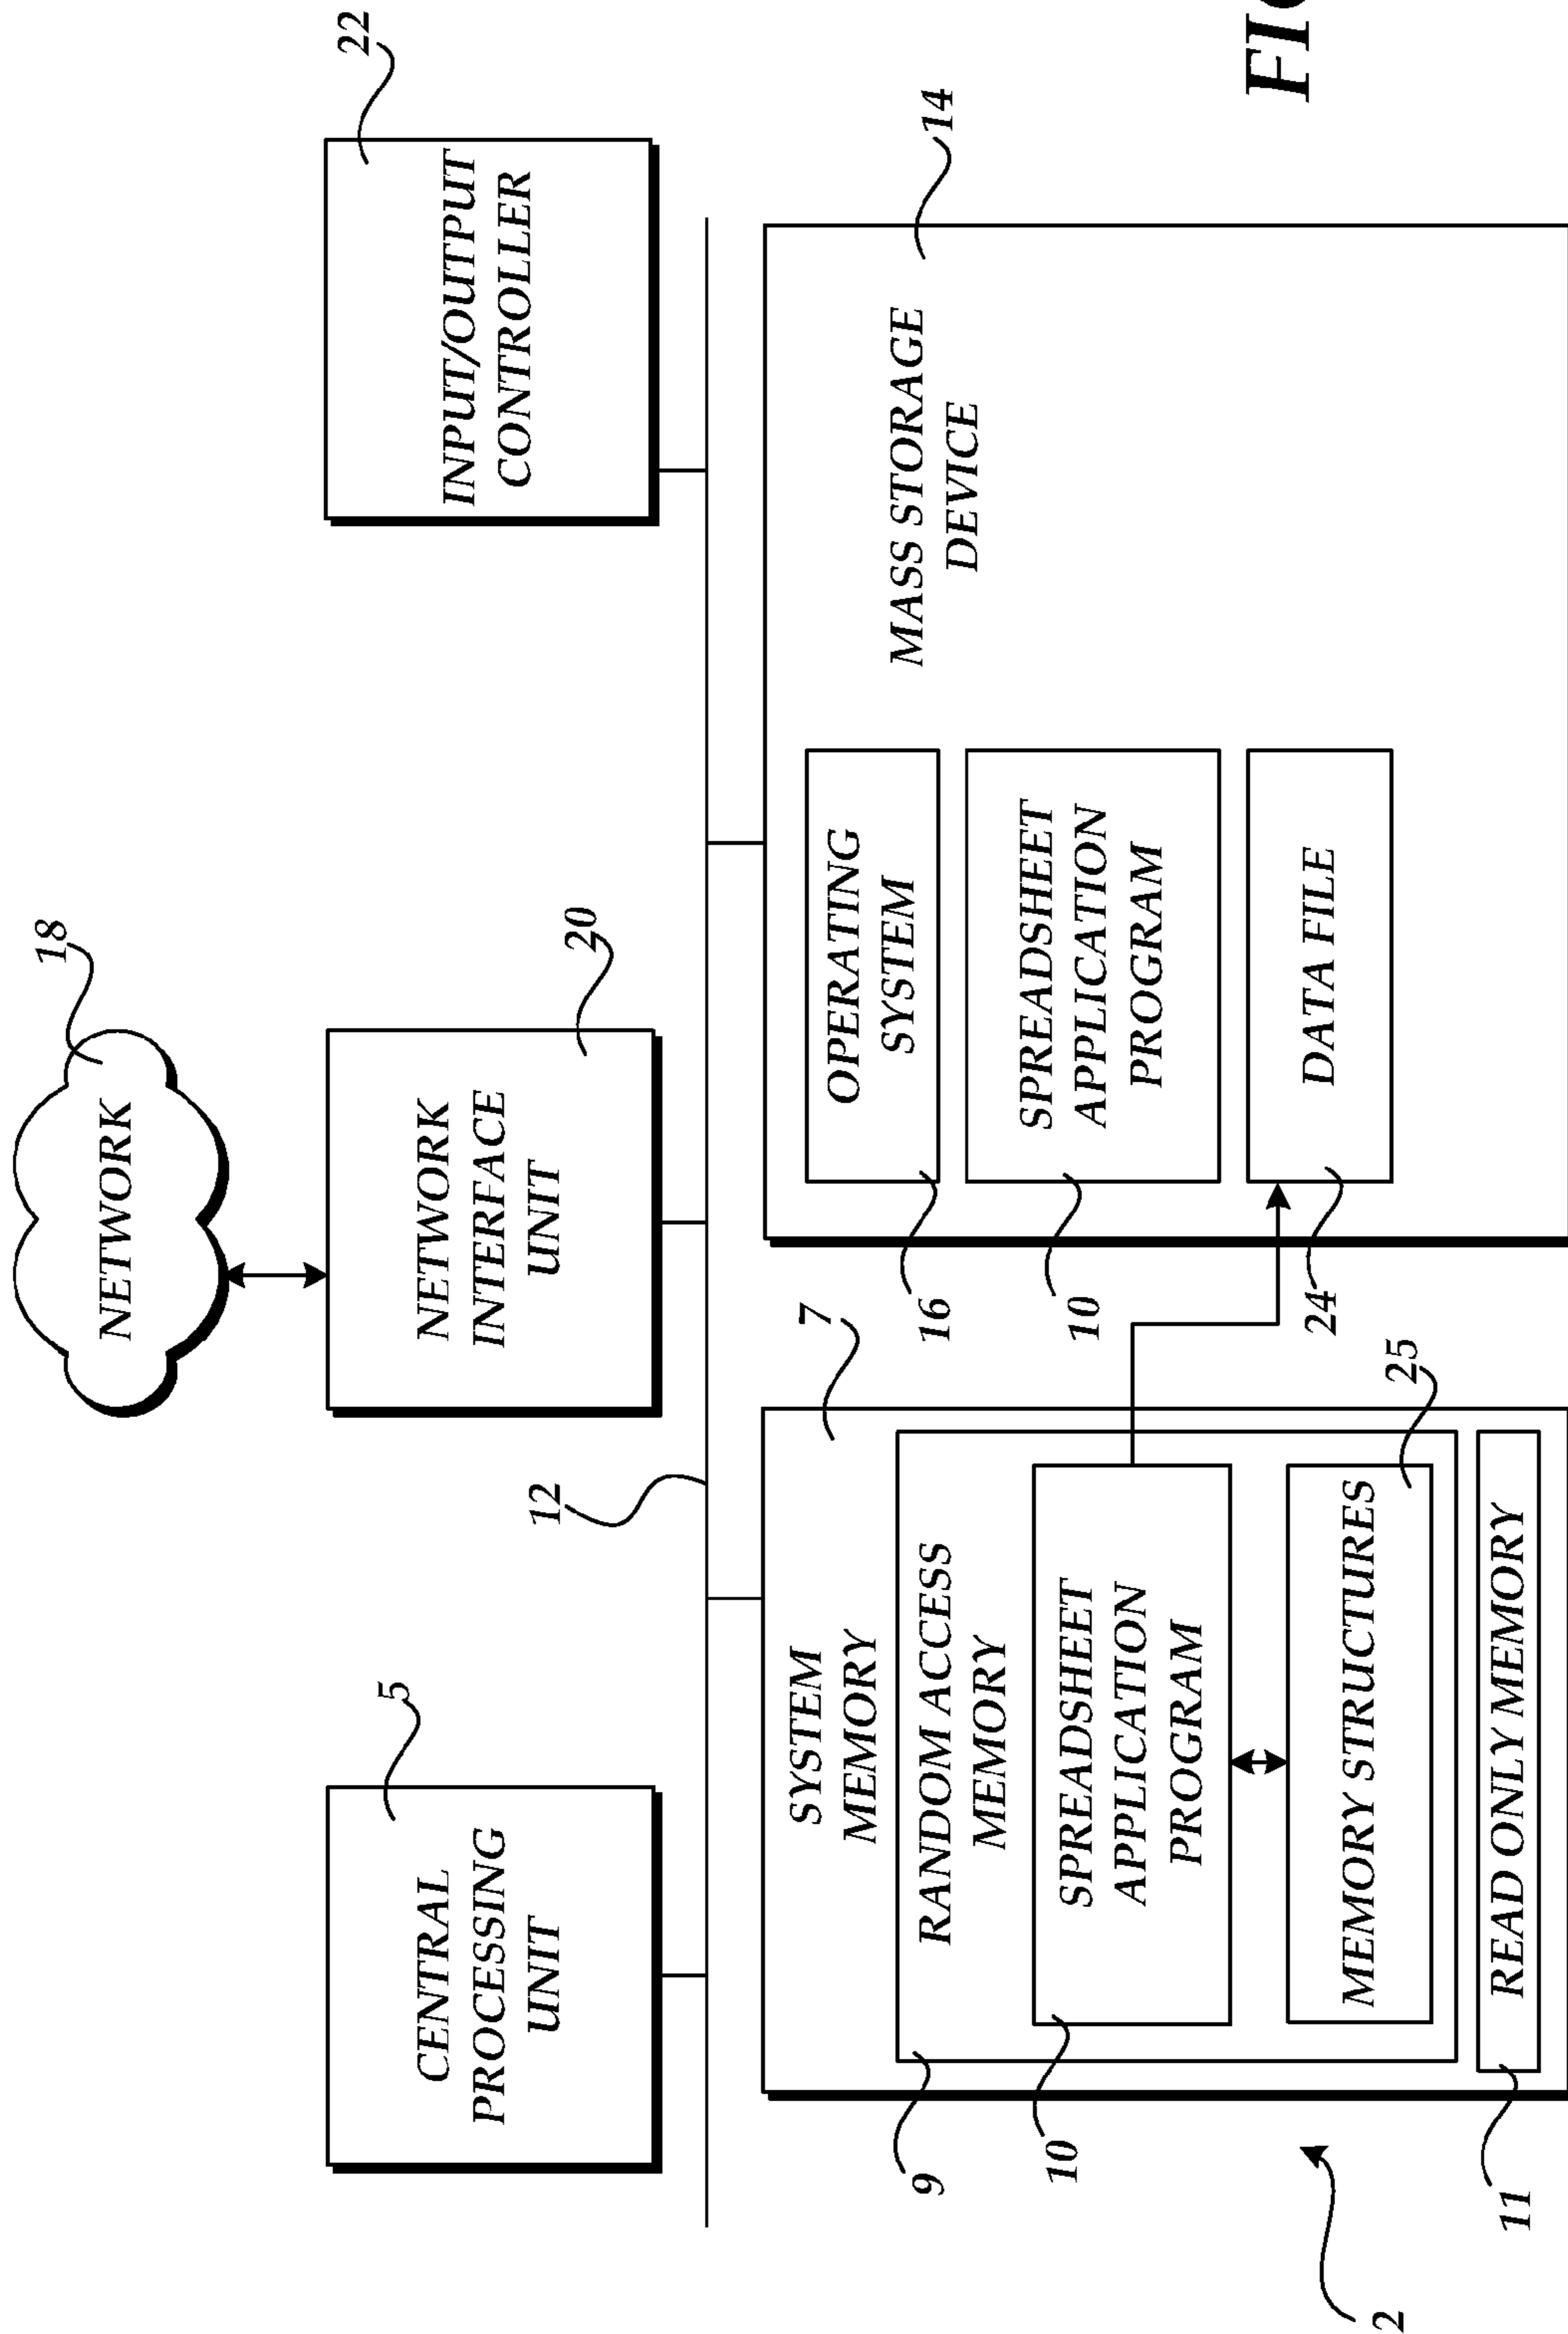 18
NETWORK
5
CENTRAL
PROCESSING
UNIT
20
NETWORK
INTERFACE
UNIT
22
INPUT/OUTPUT
CONTROLLER
12
7
SYSTEM
MEMORY
9
RANDOM ACCESS
MEMORY
10
SPREADSHEET
APPLICATION
PROGRAM
25
MEMORY STRUCTURES
11
READ ONLY MEMORY
14
MASS STORAGE
DEVICE
16
OPERATING
SYSTEM
10
SPREADSHEET
APPLICATION
PROGRAM
24
DATA FILE
2